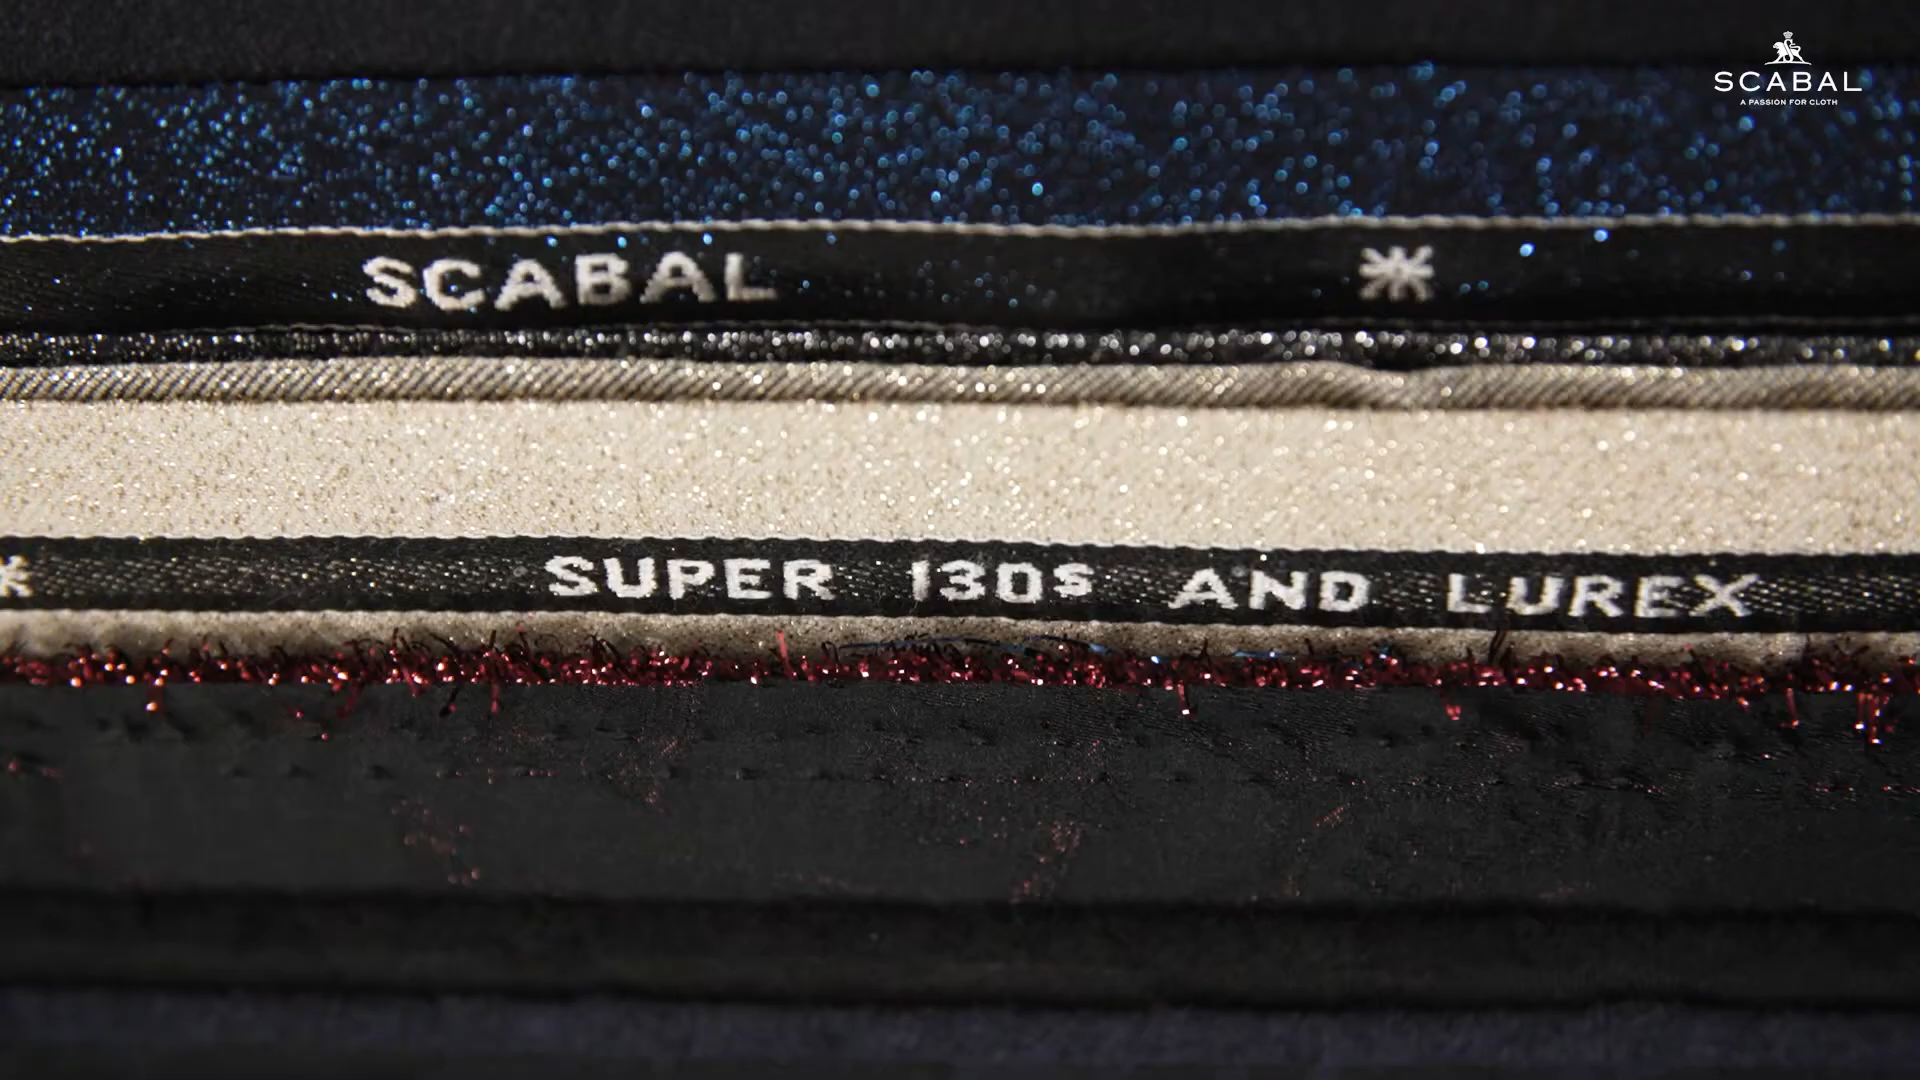 SCABAL
A PASSION FOR CLOTH
SCABAL *
* SUPER 130s AND LUREX